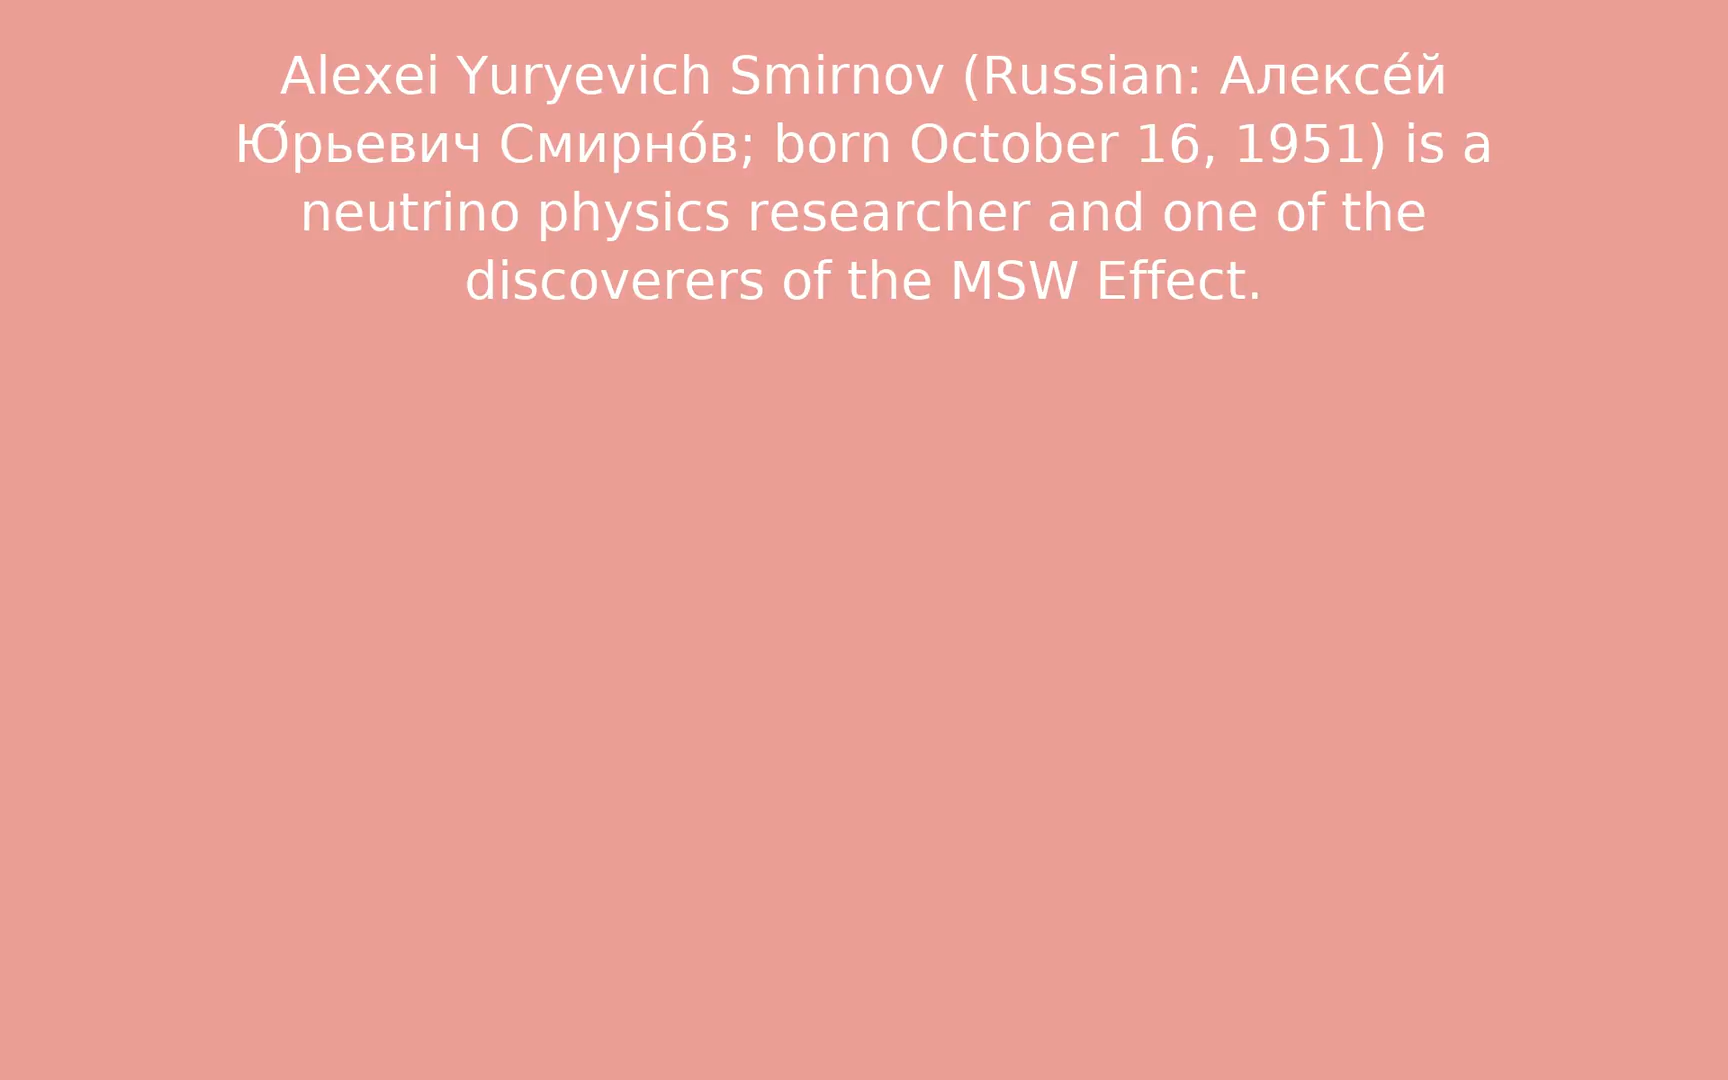 Alexei Yuryevich Smirnov (Russian: Алексе́й
Ю́рьевич Смирно́в; born October 16, 1951) is a
neutrino physics researcher and one of the
discoverers of the MSW Effect.